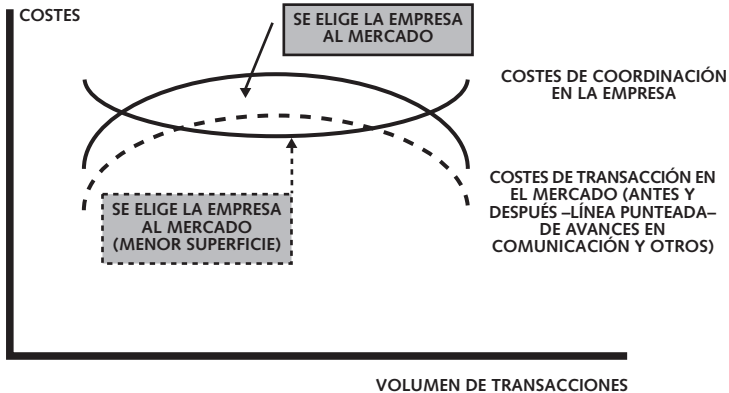 COSTES
SE ELIGE LA EMPRESA
AL MERCADO
COSTES DE COORDINACIÓN
EN LA EMPRESA
COSTES DE TRANSACCIÓN EN
EL MERCADO (ANTES Y
DESPUÉS –LÍNEA PUNTEADA–
DE AVANCES EN
COMUNICACIÓN Y OTROS)
SE ELIGE LA EMPRESA
AL MERCADO
(MENOR SUPERFICIE)
VOLUMEN DE TRANSACCIONES